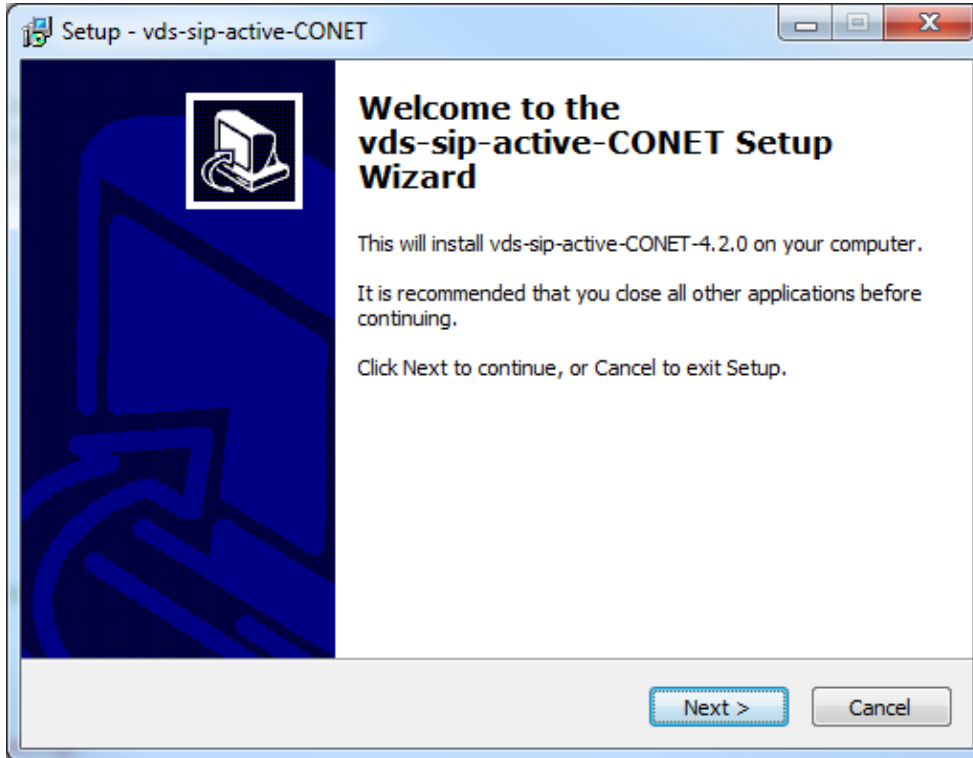 Setup - vds-sip-active-CONET
Welcome to the
vds-sip-active-CONET Setup
Wizard
This will install vds-sip-active-CONET-4.2.0 on your computer.
It is recommended that you close all other applications before
continuing.
Click Next to continue, or Cancel to exit Setup.
Next >
Cancel